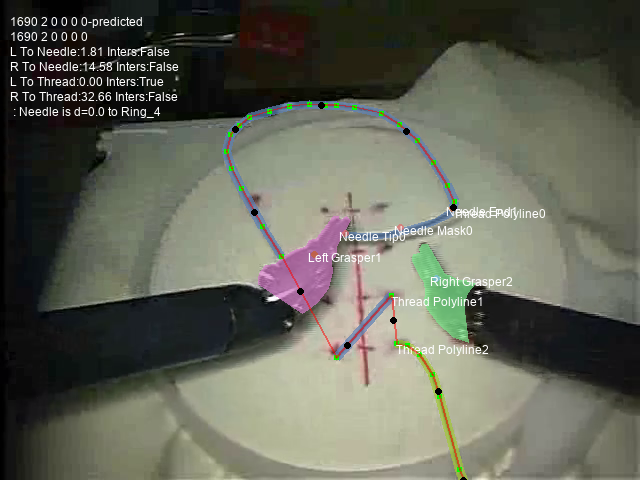 1690 2 0 0 0 0-predicted
1690 2 0 0 0 0
L To Needle:1.81 Inters:False
R To Needle:14.58 Inters:False
L To Thread:0.00 Inters:True
R To Thread:32.66 Inters:False
: Needle is d=0.0 to Ring_4
Needle End1
Thread Polyline0
Needle Tip0
Needle Mask0
Left Grasper1
Right Grasper2
Thread Polyline1
Thread Polyline2